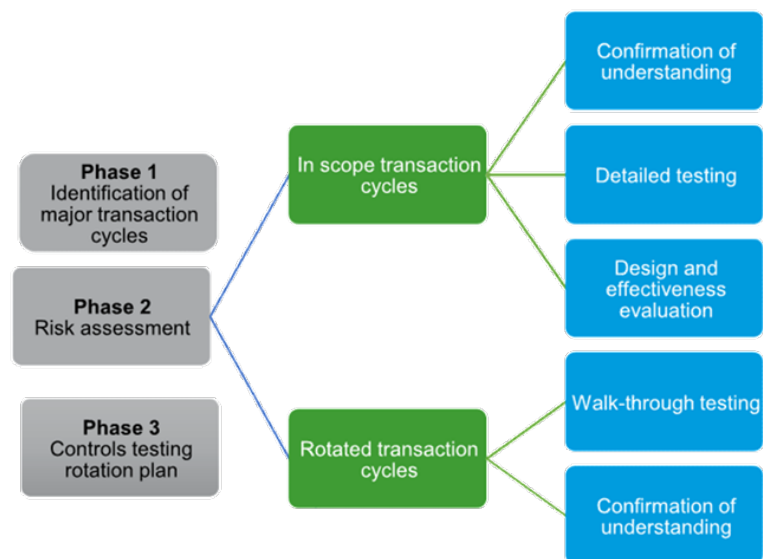 Phase 1
Identification of
major transaction
cycles
Phase 2
Risk assessment
Phase 3
Controls testing
rotation plan
In scope transaction
cycles
Rotated transaction
cycles
Confirmation of
understanding
Detailed testing
Design and
effectiveness
evaluation
Walk-through testing
Confirmation of
understanding